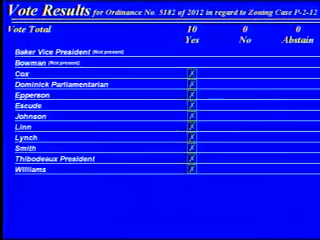 Vote Results for Ordinance No. 5182 of 2012 in regard to Zoning Case P-2-12
Vote Total 10 0 0
Yes No Abstain
Baker Vice President (Not present)
Bowman (Not present)
Cox ✗
Dominick Parliamentarian ✗
Epperson ✗
Escude ✗
Johnson ✗
Linn ✗
Lynch ✗
Smith ✗
Thibodeaux President ✗
Williams ✗